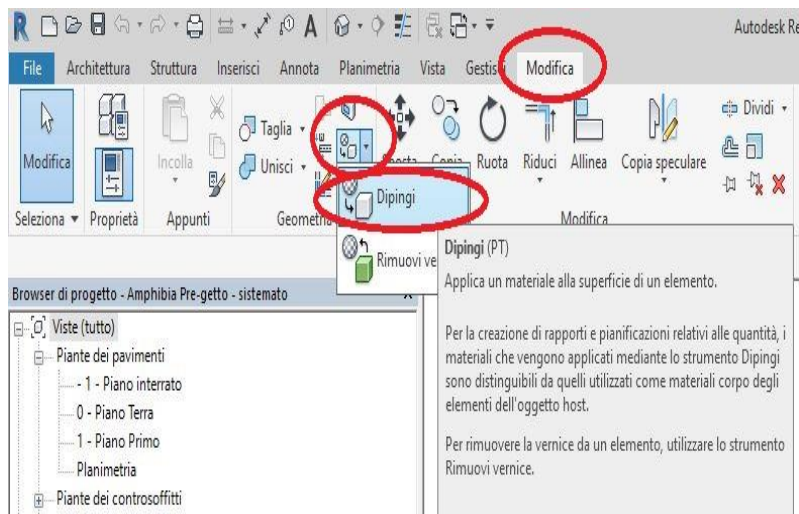 Autodesk Re
File Architettura Struttura Inserisci Annota Planimetria Vista Gestisci Modifica
Modifica
Incolla
Taglia
Unisci
Sposta Copia Ruota Riduci Allinea Copia speculare
Dividi
Seleziona Proprietà Appunti Geometria Modifica
Dipingi
Rimuovi ve
Dipingi (PT)
Applica un materiale alla superficie di un elemento.
Per la creazione di rapporti e pianificazioni relativi alle quantità, i
materiali che vengono applicati mediante lo strumento Dipingi
sono distinguibili da quelli utilizzati come materiali corpo degli
elementi dell'oggetto host.
Per rimuovere la vernice da un elemento, utilizzare lo strumento
Rimuovi vernice.
Browser di progetto - Amphibia Pre-getto - sistemato
Viste (tutto)
Piante dei pavimenti
- 1 - Piano interrato
0 - Piano Terra
1 - Piano Primo
Planimetria
Piante dei controsoffitti